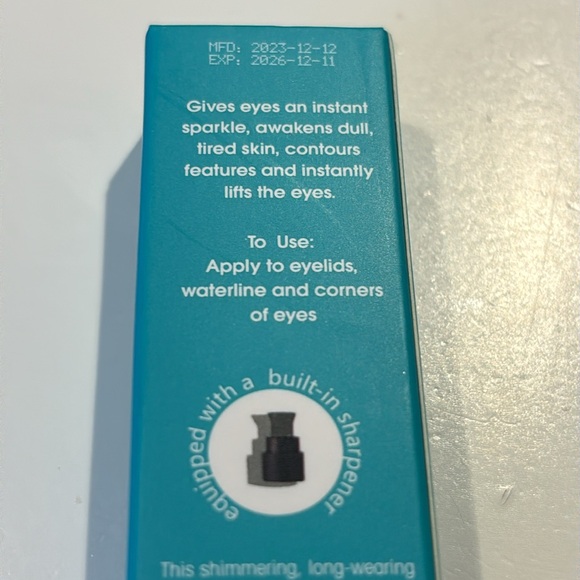 MFD: 2023-12-12
EXP: 2026-12-11
Gives eyes an instant
sparkle, awakens dull,
tired skin, contours
features and instantly
lifts the eyes.
To Use:
Apply to eyelids,
waterline and corners
of eyes
equipped with a built-in sharpener
This shimmering, long-wearing